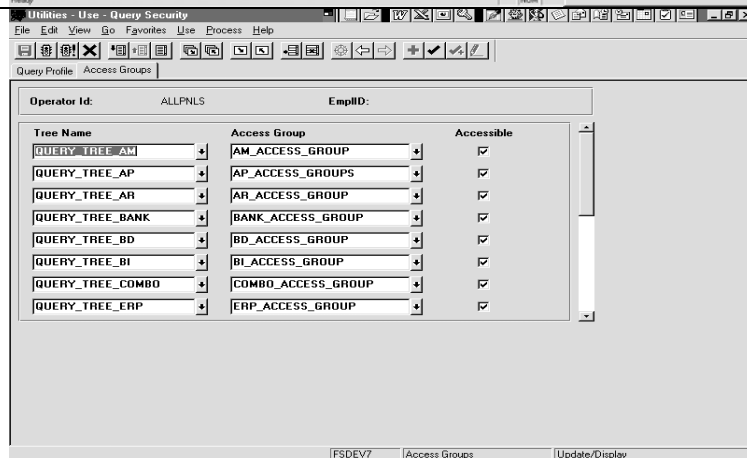 Ready
NUM
Utilities - Use - Query Security
File Edit View Go Favorites Use Process Help
Query Profile Access Groups
Operator Id: ALLPNLS EmplID:
Tree Name Access Group Accessible
QUERY_TREE_AM AM_ACCESS_GROUP
QUERY_TREE_AP AP_ACCESS_GROUPS
QUERY_TREE_AR AR_ACCESS_GROUP
QUERY_TREE_BANK BANK_ACCESS_GROUP
QUERY_TREE_BD BD_ACCESS_GROUP
QUERY_TREE_BI BI_ACCESS_GROUP
QUERY_TREE_COMBO COMBO_ACCESS_GROUP
QUERY_TREE_ERP ERP_ACCESS_GROUP
FSDEV7 Access Groups Update/Display